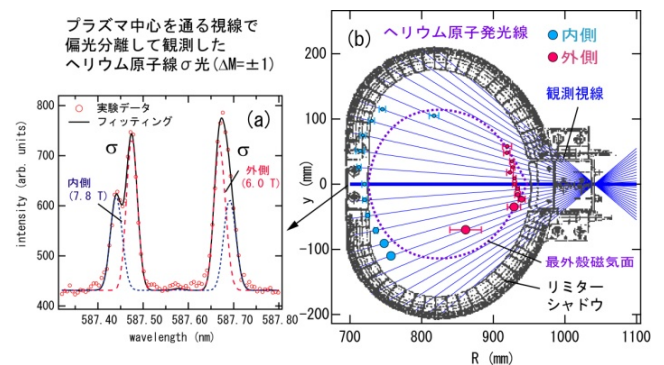 プラズマ中心を通る視線で
偏光分離して観測した
ヘリウム原子線σ光(ΔM=±1)
800
700
600
500
400
intensity (arb. units)
実験データ
フィッティング
(a)
σ
σ
内側
(7.8 T)
外側
(6.0 T)
587.40
587.50
587.60
587.70
587.80
wavelength (nm)
(b)
ヘリウム原子発光線
内側
外側
観測視線
最外殻磁気面
リミター
シャドウ
200
100
0
-100
-200
y (mm)
700
800
900
1000
1100
R (mm)